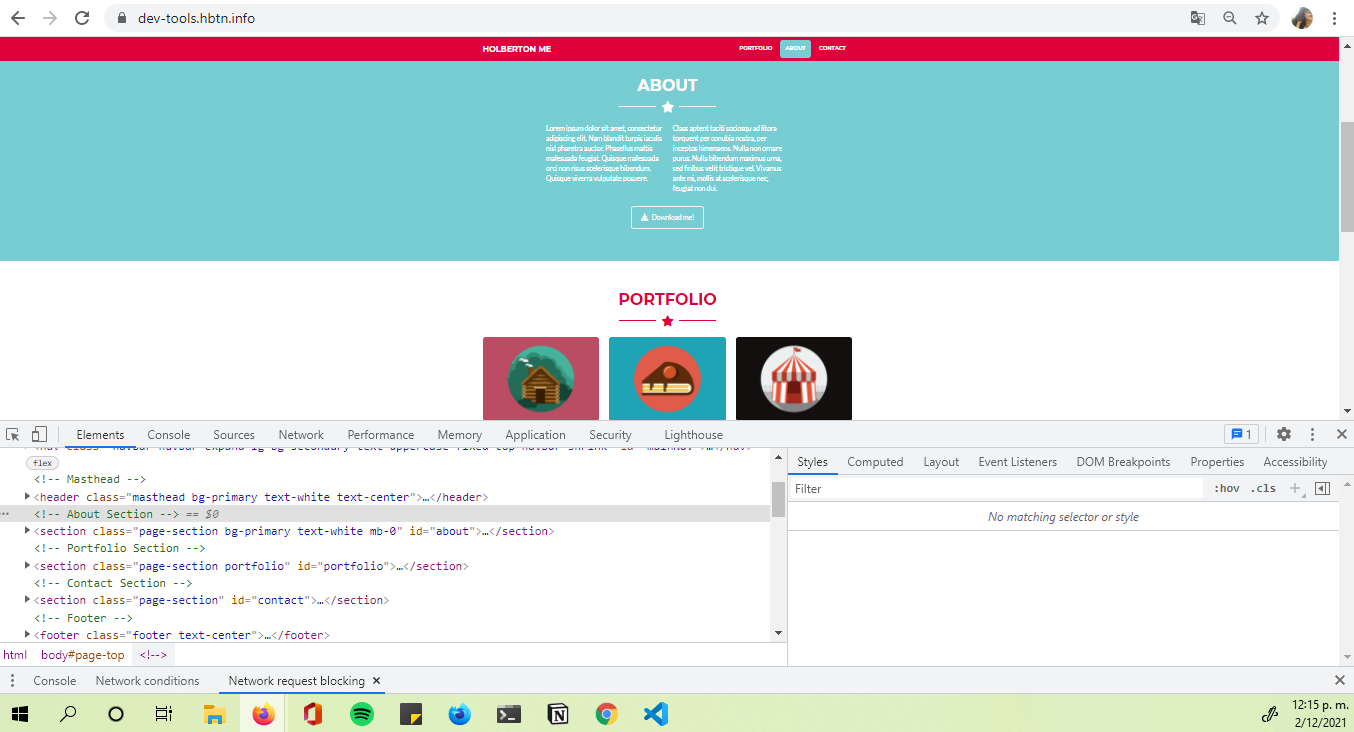 dev-tools.hbtn.info
HOLBERTON ME
PORTFOLIO ABOUT CONTACT
ABOUT
Lorem ipsum dolor sit amet, consectetur
adipiscing elit. Nam blandit turpis iaculis
nisl pharetra auctor. Phasellus mattis
malesuada feugiat. Quisque malesuada
orci non risus scelerisque bibendum.
Quisque viverra vulputate posuere.
Class aptent taciti sociosqu ad litora
torquent per conubia nostra, per
inceptos himenaeos. Nulla non ornare
purus. Nulla bibendum maximus urna,
sed finibus velit tristique vel. Vivamus
ante mi, mollis at scelerisque nec,
feugiat non dui.
Download me!
PORTFOLIO
Elements Console Sources Network Performance Memory Application Security Lighthouse 1
flex
<!-- Masthead -->
<header class="masthead bg-primary text-white text-center">…</header>
<!-- About Section --> == $0
<section class="page-section bg-primary text-white mb-0" id="about">…</section>
<!-- Portfolio Section -->
<section class="page-section portfolio" id="portfolio">…</section>
<!-- Contact Section -->
<section class="page-section" id="contact">…</section>
<!-- Footer -->
<footer class="footer text-center">…</footer>
html body#page-top <!-->
Styles Computed Layout Event Listeners DOM Breakpoints Properties Accessibility
Filter :hov .cls
No matching selector or style
Console Network conditions Network request blocking
12:15 p. m.
2/12/2021